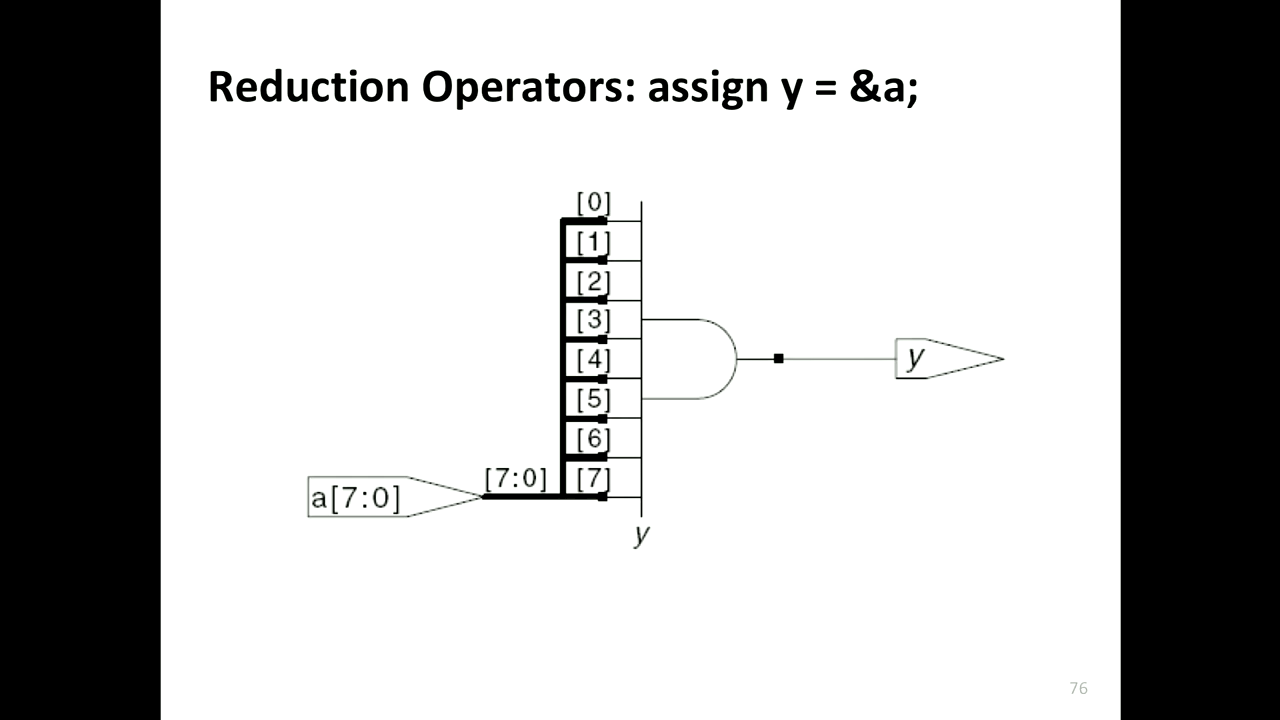 Reduction Operators: assign y = &a;
[0]
[1]
[2]
[3]
[4]
[5]
[6]
[7:0] [7]
a[7:0]
y
y
76